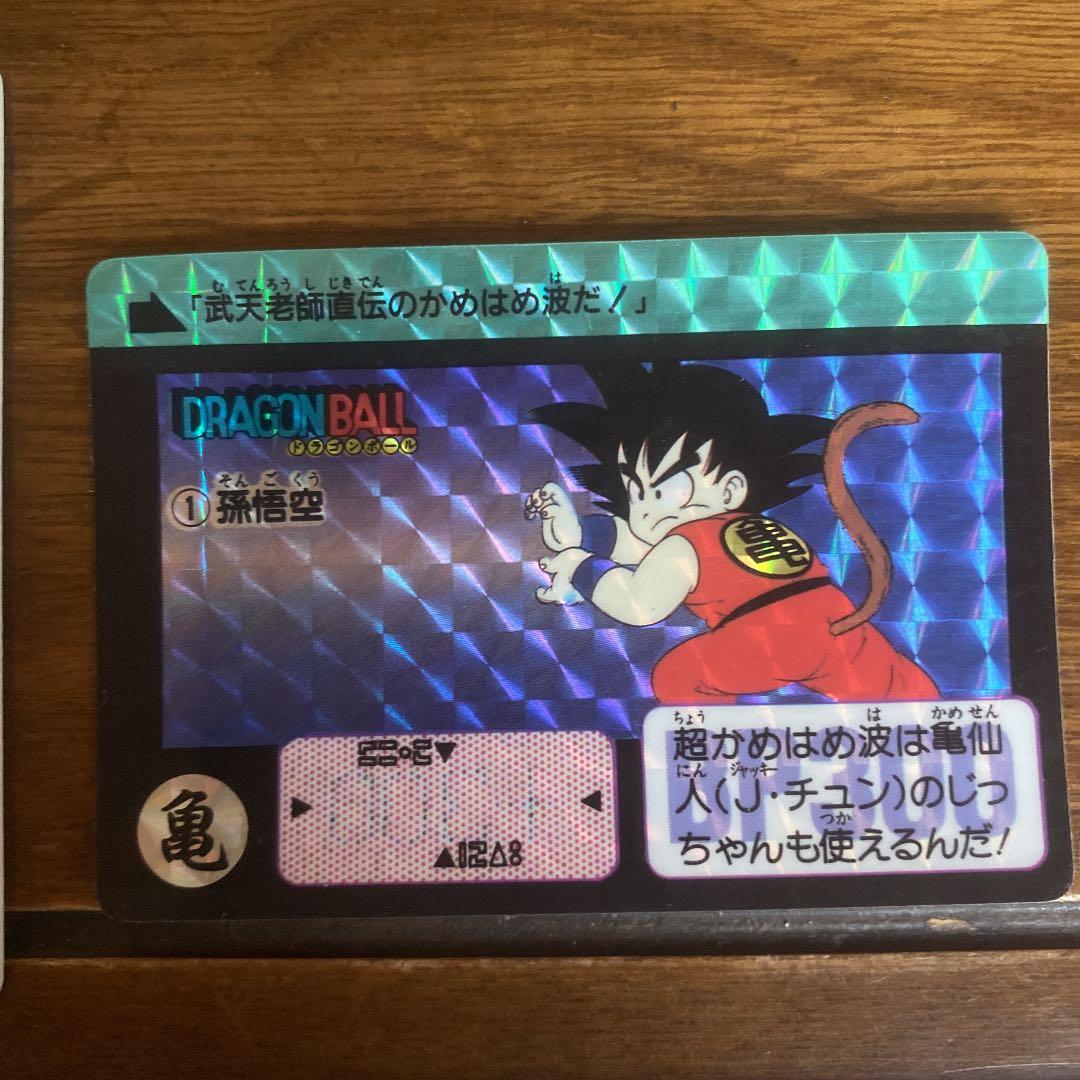 「武天老師直伝のかめはめ波だ!」
むてんろうしじきでん は
DRAGON BALL
ドラゴンボール
そんごくう
①孫悟空
亀
ちょう は かめせん
超かめはめ波は亀仙
にん ジャッキー
人(J・チュン)のじっ
つか
ちゃんも使えるんだ!
亀